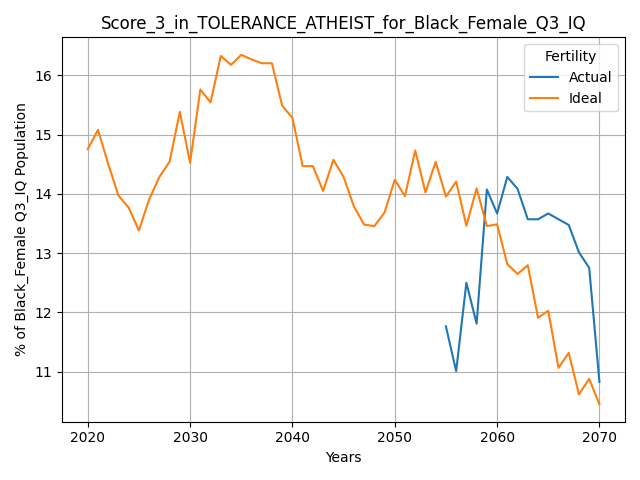 Score_3_in_TOLERANCE_ATHEIST_for_Black_Female_Q3_IQ
Fertility
Actual
Ideal
% of Black_Female Q3_IQ Population
16
15
14
13
12
11
2020 2030 2040 2050 2060 2070
Years